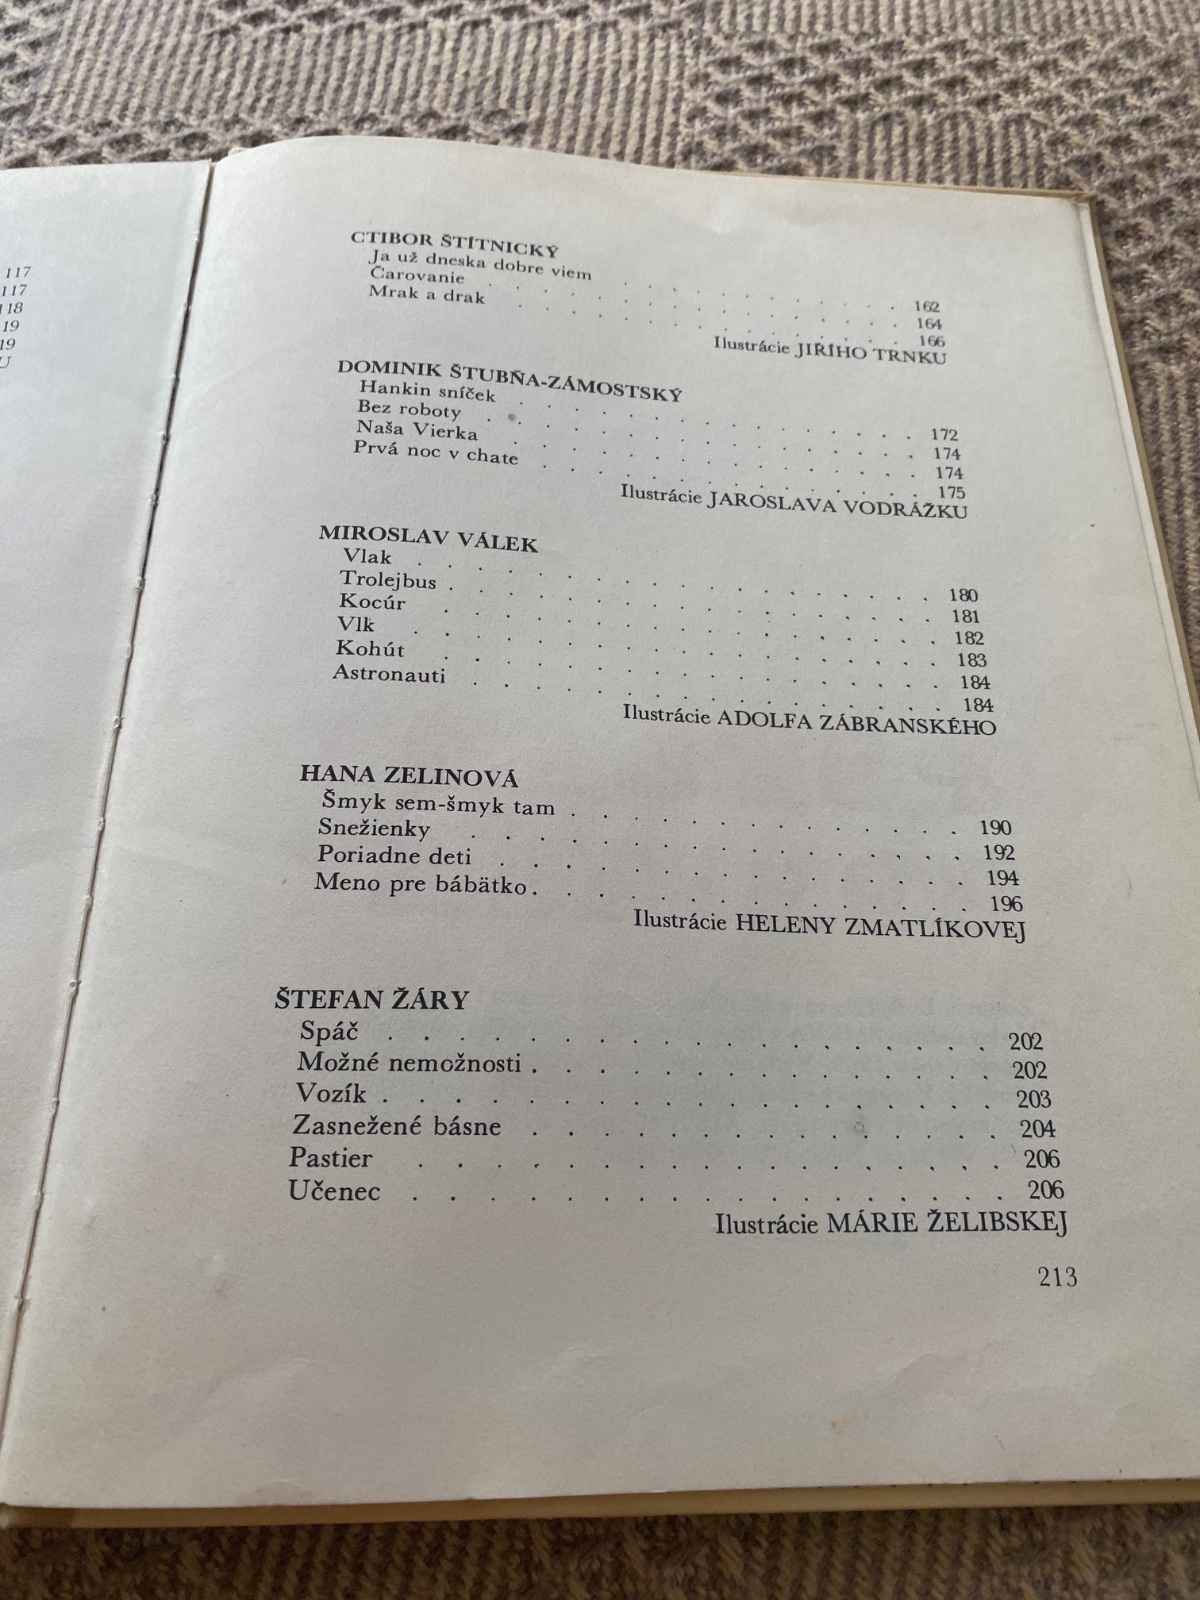 117
117
118
19
19
U
CTIBOR ŠTÍTNICKÝ
Ja už dneska dobre viem . . . . . . . . . . 162
Čarovanie . . . . . . . . . . . . . . 164
Mrak a drak . . . . . . . . . . . . . 166
Ilustrácie JIŘÍHO TRNKU
DOMINIK ŠTUBŇA-ZÁMOSTSKÝ
Hankin sníček . . . . . . . . . . . . . 172
Bez roboty . . . . . . . . . . . . . . 174
Naša Vierka . . . . . . . . . . . . . 174
Prvá noc v chate . . . . . . . . . . . . 175
Ilustrácie JAROSLAVA VODRÁŽKU
MIROSLAV VÁLEK
Vlak . . . . . . . . . . . . . . . 180
Trolejbus . . . . . . . . . . . . . . 181
Kocúr . . . . . . . . . . . . . . 182
Vlk . . . . . . . . . . . . . . . 183
Kohút . . . . . . . . . . . . . . 184
Astronauti . . . . . . . . . . . . . 184
Ilustrácie ADOLFA ZÁBRANSKÉHO
HANA ZELINOVÁ
Šmyk sem-šmyk tam . . . . . . . . . . . 190
Snežienky . . . . . . . . . . . . . . 192
Poriadne deti . . . . . . . . . . . . . 194
Meno pre bábätko . . . . . . . . . . . . 196
Ilustrácie HELENY ZMATLÍKOVEJ
ŠTEFAN ŽÁRY
Spáč . . . . . . . . . . . . . . . 202
Možné nemožnosti . . . . . . . . . . . . 202
Vozík . . . . . . . . . . . . . . . 203
Zasnežené básne . . . . . . . . . . . . 204
Pastier . . . . . . . . . . . . . . 206
Učenec . . . . . . . . . . . . . . 206
Ilustrácie MÁRIE ŽELIBSKEJ
213